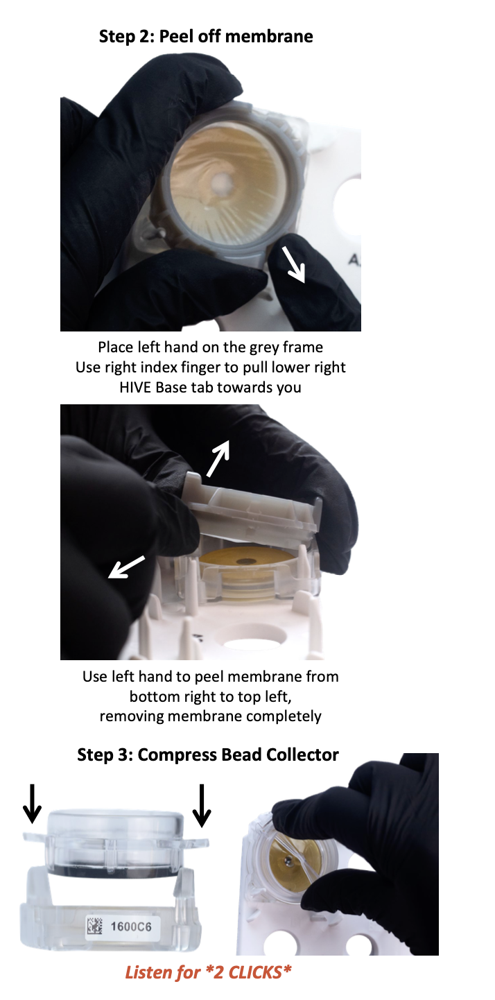 Step 2: Peel off membrane
A
Place left hand on the grey frame
Use right index finger to pull lower right
HIVE Base tab towards you
Use left hand to peel membrane from
bottom right to top left,
removing membrane completely
Step 3: Compress Bead Collector
1600C6
Listen for *2 CLICKS*